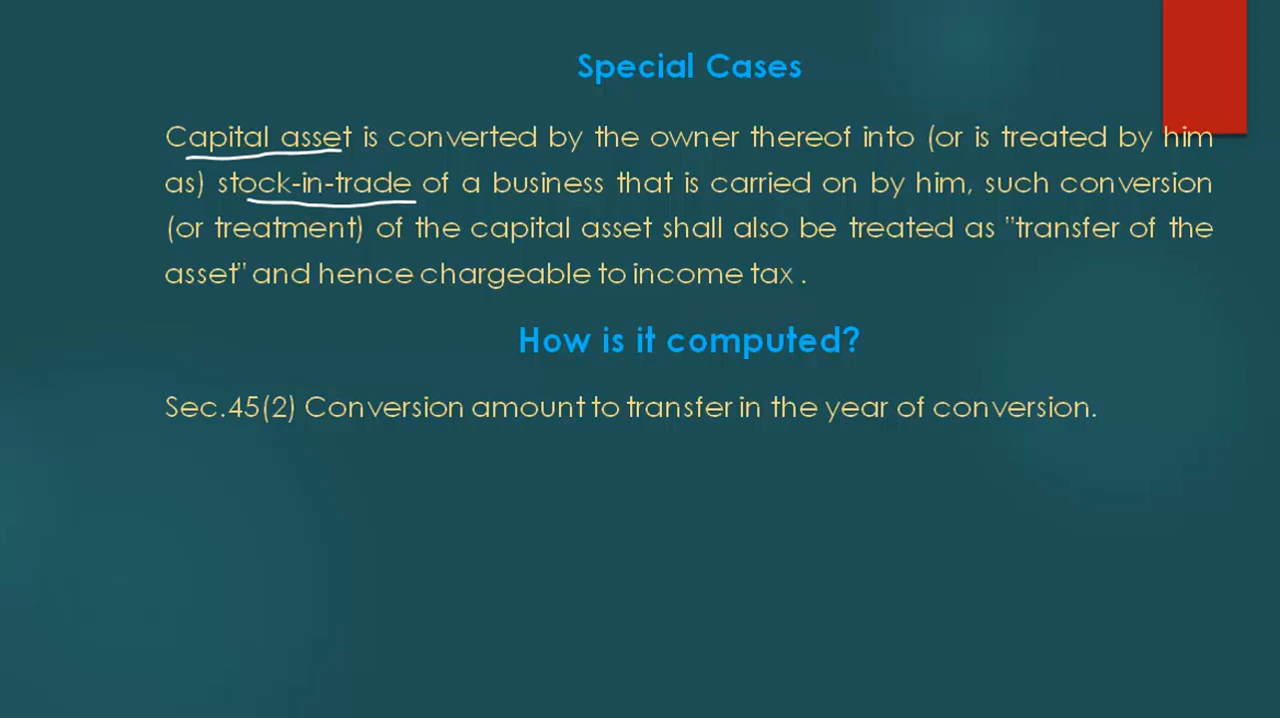 Special Cases
Capital asset is converted by the owner thereof into (or is treated by him
as) stock-in-trade of a business that is carried on by him, such conversion
(or treatment) of the capital asset shall also be treated as "transfer of the
asset" and hence chargeable to income tax .
How is it computed?
Sec.45(2) Conversion amount to transfer in the year of conversion.